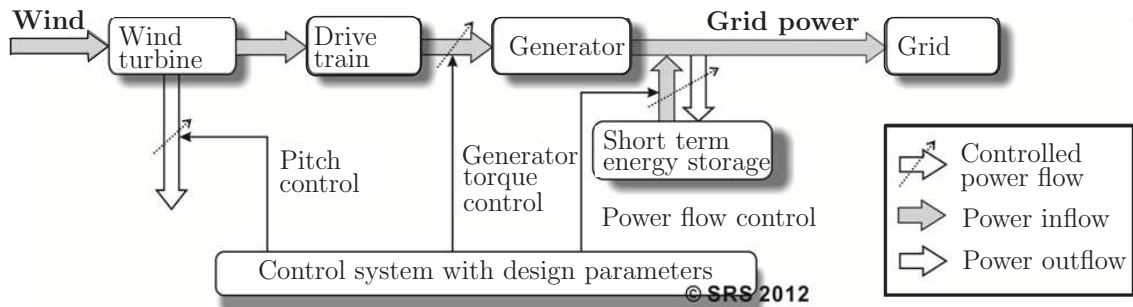 Wind
Wind
turbine
Drive
train
Generator
Grid power
Grid
Pitch
control
Generator
torque
control
Short term
energy storage
Power flow control
Control system with design parameters
© SRS 2012
Controlled
power flow
Power inflow
Power outflow